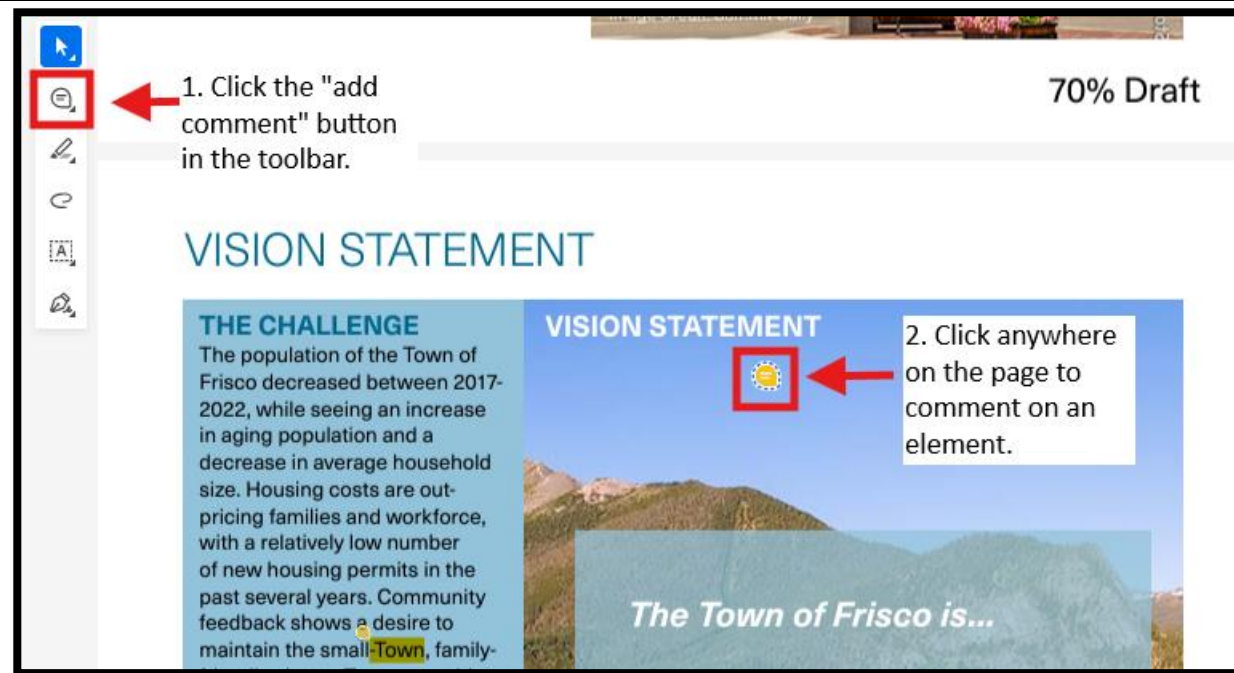 1. Click the "add
comment" button
in the toolbar.
70% Draft
VISION STATEMENT
THE CHALLENGE
The population of the Town of
Frisco decreased between 2017-
2022, while seeing an increase
in aging population and a
decrease in average household
size. Housing costs are out-
pricing families and workforce,
with a relatively low number
of new housing permits in the
past several years. Community
feedback shows a desire to
maintain the small-Town, family-
VISION STATEMENT
2. Click anywhere
on the page to
comment on an
element.
The Town of Frisco is...